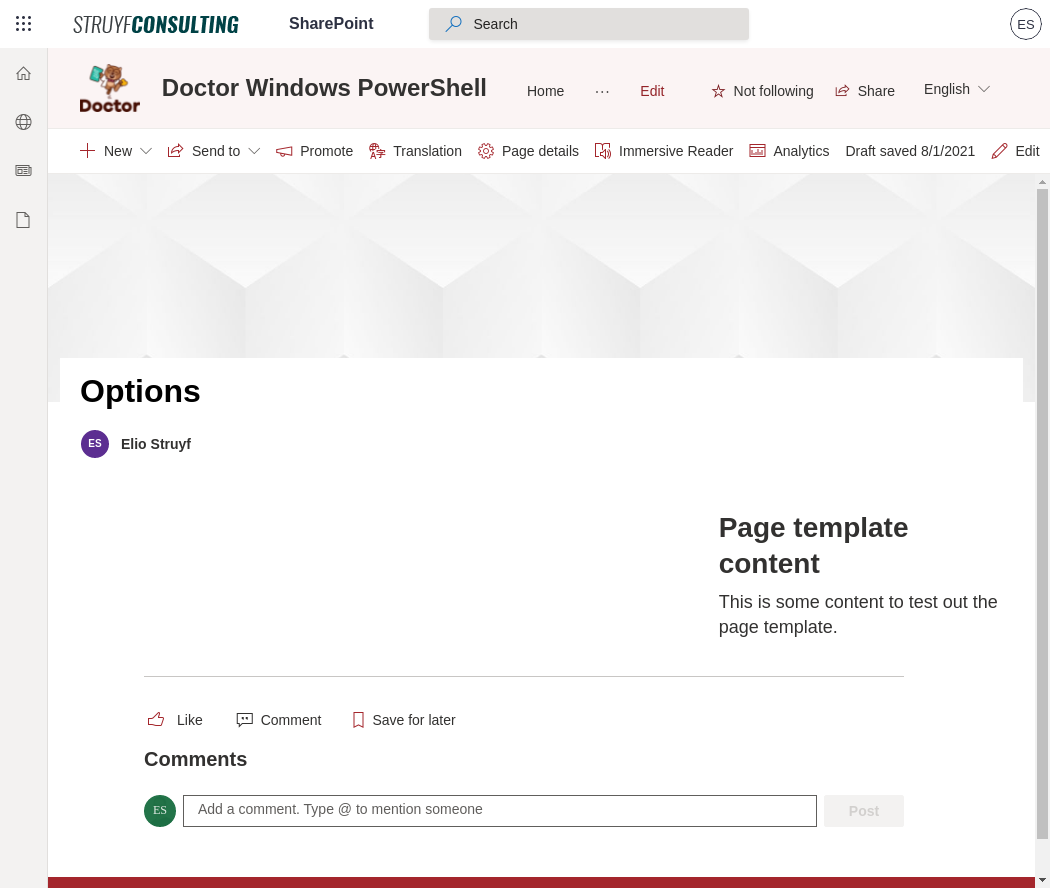 STRUYFCONSULTING SharePoint Search ES
Doctor Doctor Windows PowerShell Home ··· Edit Not following Share English
New Send to Promote Translation Page details Immersive Reader Analytics Draft saved 8/1/2021 Edit
Options
ES Elio Struyf
Page template
content
This is some content to test out the
page template.
Like Comment Save for later
Comments
ES Add a comment. Type @ to mention someone Post